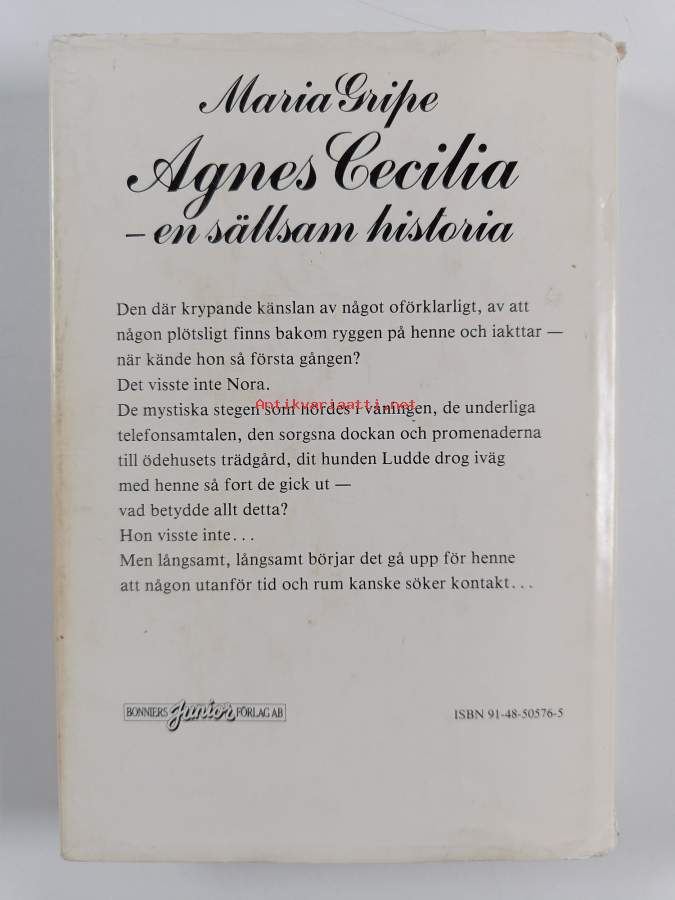 Maria Gripe
Agnes Cecilia
– en sällsam historia
Den där krypande känslan av något oförklarligt, av att
någon plötsligt finns bakom ryggen på henne och iakttar —
när kände hon så första gången?
Det visste inte Nora.
De mystiska stegen som hördes i våningen, de underliga
Antikvariaatti.net
telefonsamtalen, den sorgsna dockan och promenaderna
till ödehusets trädgård, dit hunden Ludde drog iväg
med henne så fort de gick ut —
vad betydde allt detta?
Hon visste inte...
Men långsamt, långsamt börjar det gå upp för henne
att någon utanför tid och rum kanske söker kontakt...
BONNIERS Junior FÖRLAG AB
ISBN 91-48-50576-5